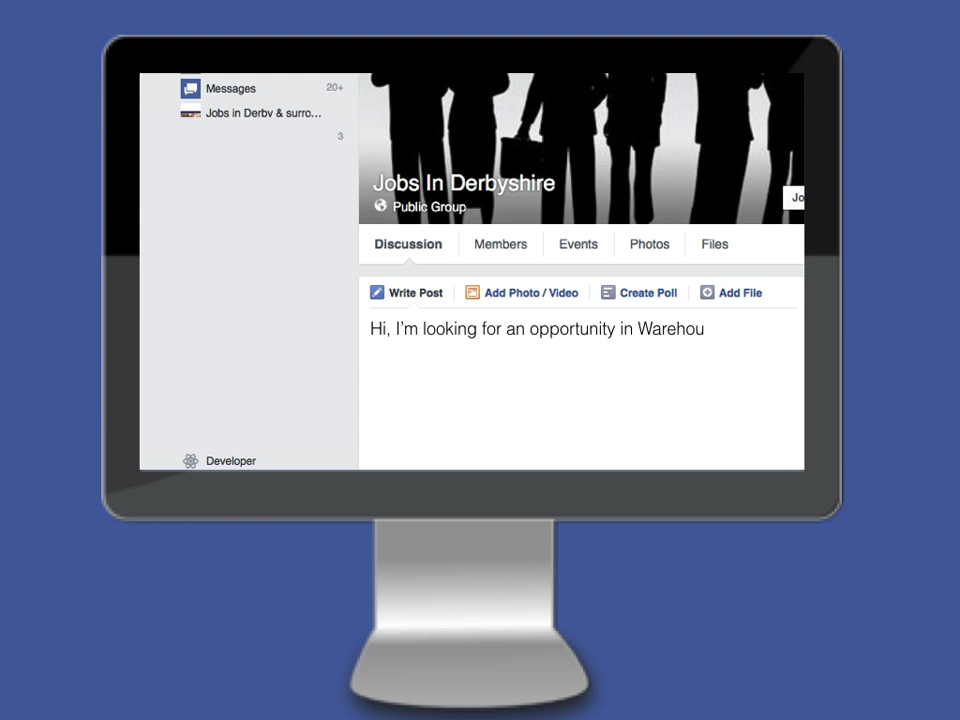 Messages 20+
Jobs in Derby & surro...
3
Developer
Jobs In Derbyshire
Public Group
Jo
Discussion Members Events Photos Files
Write Post Add Photo / Video Create Poll Add File
Hi, I'm looking for an opportunity in Warehou